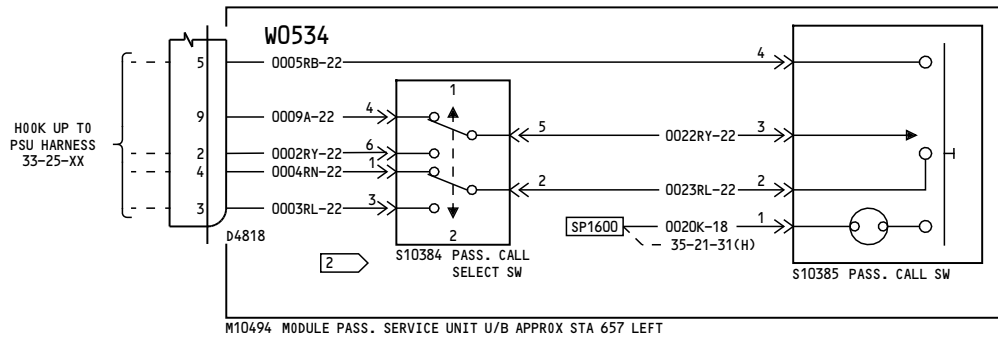 W0534
5 0005RB-22 4
HOOK UP TO
PSU HARNESS
33-25-XX
9 0009A-22 4
2 0002RY-22 6
4 0004RN-22 1
3 0003RL-22 3
D4818
1
2
S10384 PASS. CALL
SELECT SW
2
5 0022RY-22 3
2 0023RL-22 2
SP1600 0020K-18 1
35-21-31(H)
S10385 PASS. CALL SW
M10494 MODULE PASS. SERVICE UNIT U/B APPROX STA 657 LEFT